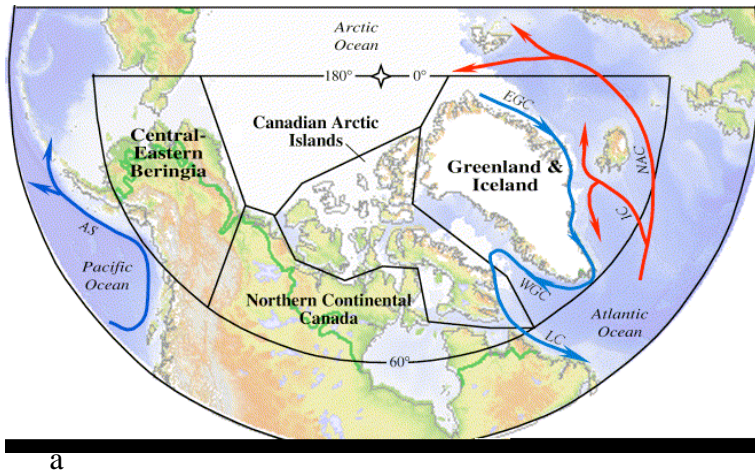 Arctic
Ocean
180°
0°
EGC
Canadian Arctic
Islands
Central-
Eastern
Beringia
Greenland &
Iceland
NAC
IC
AS
Pacific
Ocean
WGC
Northern Continental
Canada
Atlantic
Ocean
LC
60°
a